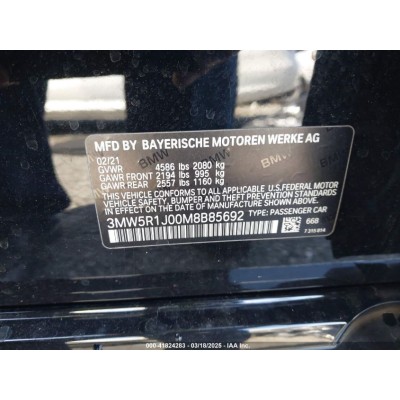 MFD BY BAYERISCHE MOTOREN WERKE AG
02/21
GVWR 4586 lbs 2080 kg
GAWR FRONT 2194 lbs 995 kg
GAWR REAR 2557 lbs 1160 kg
THIS VEHICLE CONFORMS TO ALL APPLICABLE U.S.FEDERAL MOTOR
VEHICLE SAFETY, BUMPER, AND THEFT PREVENTION STANDARDS
IN EFFECT ON THE DATE OF MANUFACTURE SHOWN ABOVE.
3MW5R1J00M8B85692 TYPE: PASSENGER CAR
668
7 315 614
000-41824283 - 03/18/2025 - IAA Inc.